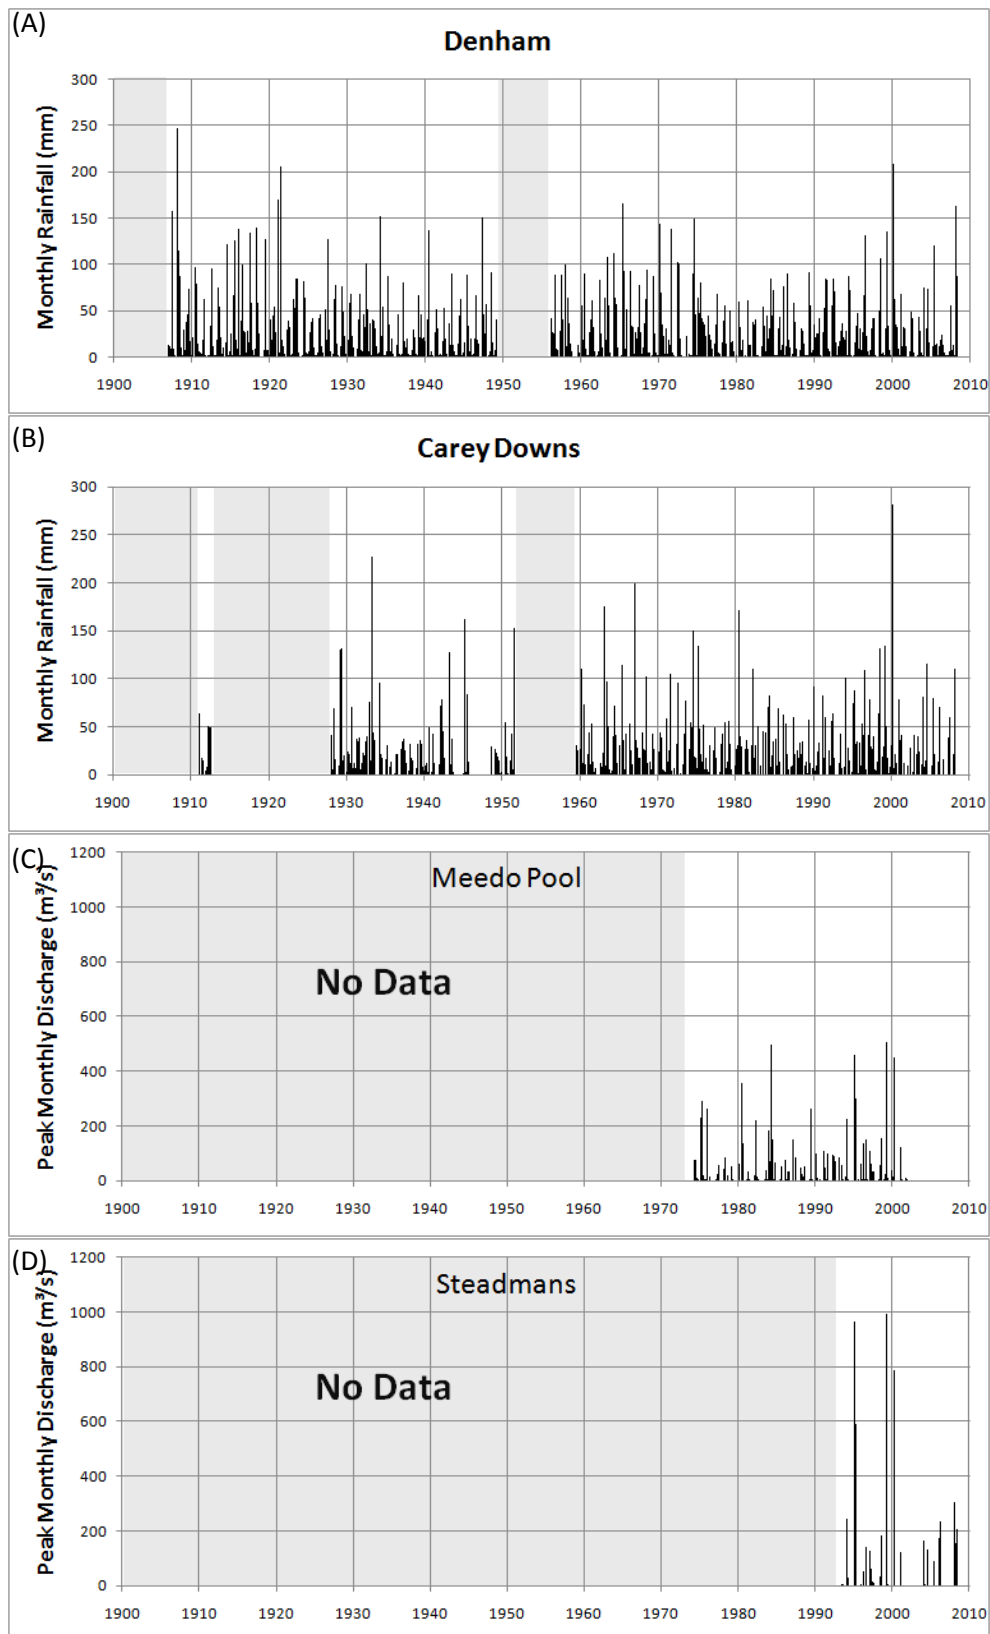 (A)
Denham
Monthly Rainfall (mm)
300
250
200
150
100
50
0
1900 1910 1920 1930 1940 1950 1960 1970 1980 1990 2000 2010
(B)
Carey Downs
Monthly Rainfall (mm)
300
250
200
150
100
50
0
1900 1910 1920 1930 1940 1950 1960 1970 1980 1990 2000 2010
(C)
Meedo Pool
Peak Monthly Discharge (m³/s)
1200
1000
800
600
400
200
0
No Data
1900 1910 1920 1930 1940 1950 1960 1970 1980 1990 2000 2010
(D)
Steadmans
Peak Monthly Discharge (m³/s)
1200
1000
800
600
400
200
0
No Data
1900 1910 1920 1930 1940 1950 1960 1970 1980 1990 2000 2010